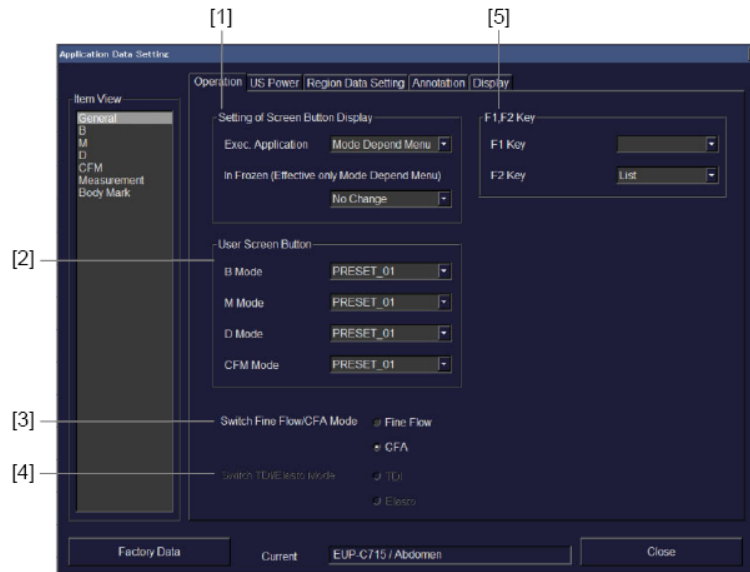 [1] [5]
Application Data Setting
Operation US Power Region Data Setting Annotation Display
Item View
General
B
M
D
CFM
Measurement
Body Mark
Setting of Screen Button Display
Exec. Application Mode Depend Menu
In Frozen (Effective only Mode Depend Menu)
No Change
F1,F2 Key
F1 Key
F2 Key List
[2]
User Screen Button
B Mode PRESET_01
M Mode PRESET_01
D Mode PRESET_01
CFM Mode PRESET_01
[3] Switch Fine Flow/CFA Mode Fine Flow
CFA
[4] Switch TDI/Elasto Mode TDI
Elasto
Factory Data Current EUP-C715 / Abdomen Close